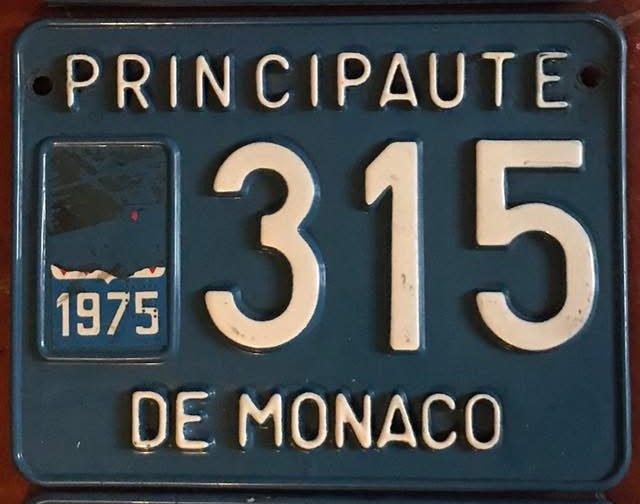 PRINCIPAUTE
1975
315
DE MONACO